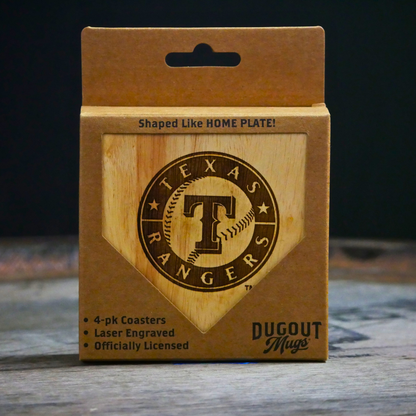 Shaped Like HOME PLATE!
TEXAS
T
RANGERS
TM
• 4-pk Coasters
• Laser Engraved
• Officially Licensed
DUGOUT
Mugs